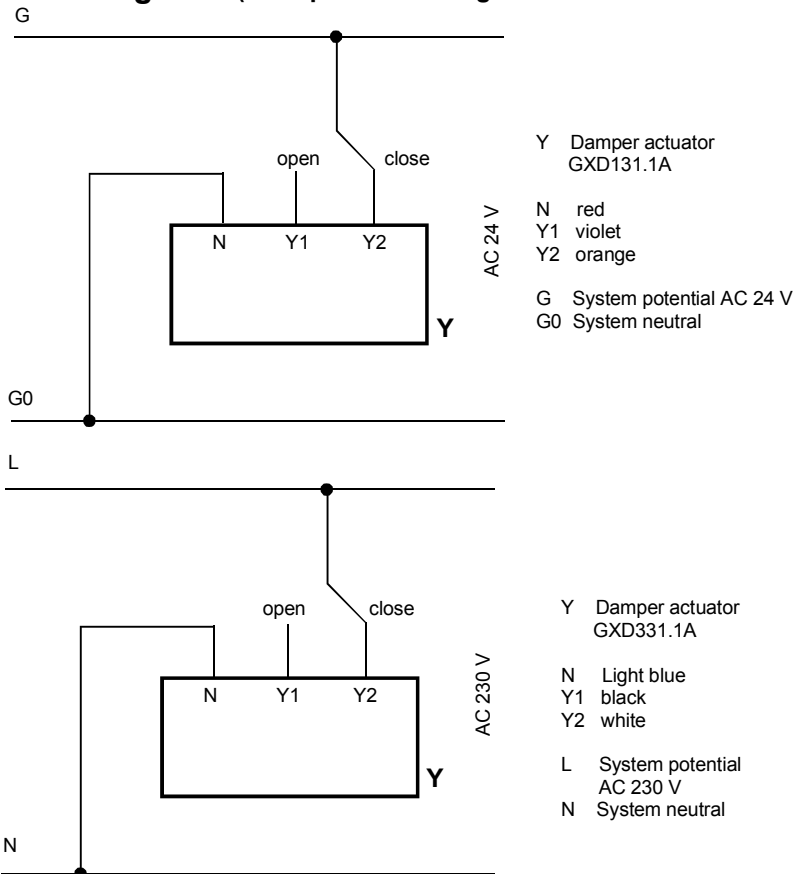 G
open close
N Y1 Y2
Y
AC 24 V
G0
Y Damper actuator
GXD131.1A
N red
Y1 violet
Y2 orange
G System potential AC 24 V
G0 System neutral
L
open close
N Y1 Y2
Y
AC 230 V
N
Y Damper actuator
GXD331.1A
N Light blue
Y1 black
Y2 white
L System potential
AC 230 V
N System neutral